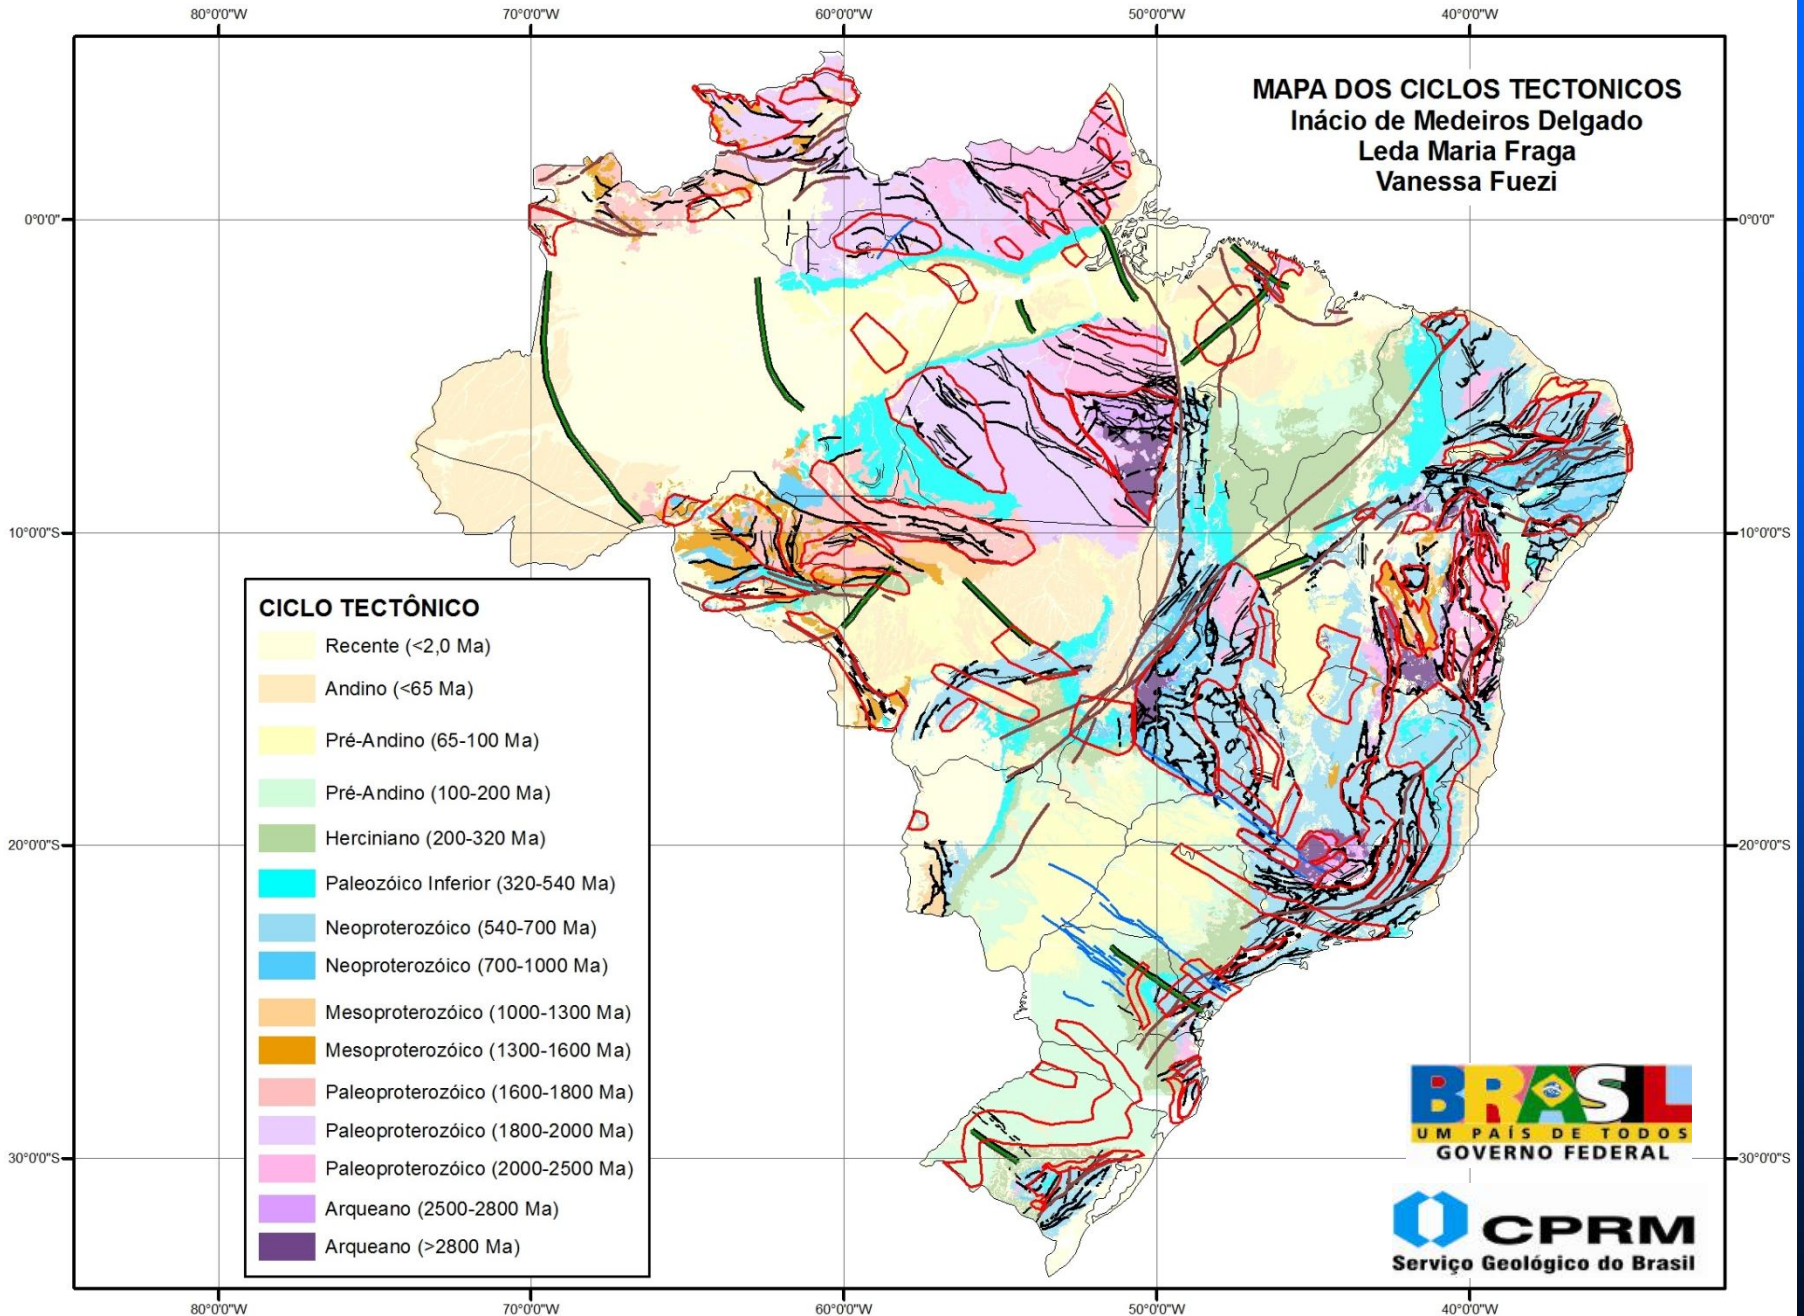 80°0'0"W 70°0'0"W 60°0'0"W 50°0'0"W 40°0'0"W
MAPA DOS CICLOS TECTONICOS
Inácio de Medeiros Delgado
Leda Maria Fraga
Vanessa Fuezi
0°0'0" 0°0'0"
10°0'0"S 10°0'0"S
CICLO TECTÔNICO
Recente (<2,0 Ma)
Andino (<65 Ma)
Pré-Andino (65-100 Ma)
Pré-Andino (100-200 Ma)
Herciniano (200-320 Ma)
Paleozóico Inferior (320-540 Ma)
Neoproterozóico (540-700 Ma)
Neoproterozóico (700-1000 Ma)
Mesoproterozóico (1000-1300 Ma)
Mesoproterozóico (1300-1600 Ma)
Paleoproterozóico (1600-1800 Ma)
Paleoproterozóico (1800-2000 Ma)
Paleoproterozóico (2000-2500 Ma)
Arqueano (2500-2800 Ma)
Arqueano (>2800 Ma)
20°0'0"S 20°0'0"S
30°0'0"S 30°0'0"S
BRASIL
UM PAÍS DE TODOS
GOVERNO FEDERAL
CPRM
Serviço Geológico do Brasil
80°0'0"W 70°0'0"W 60°0'0"W 50°0'0"W 40°0'0"W